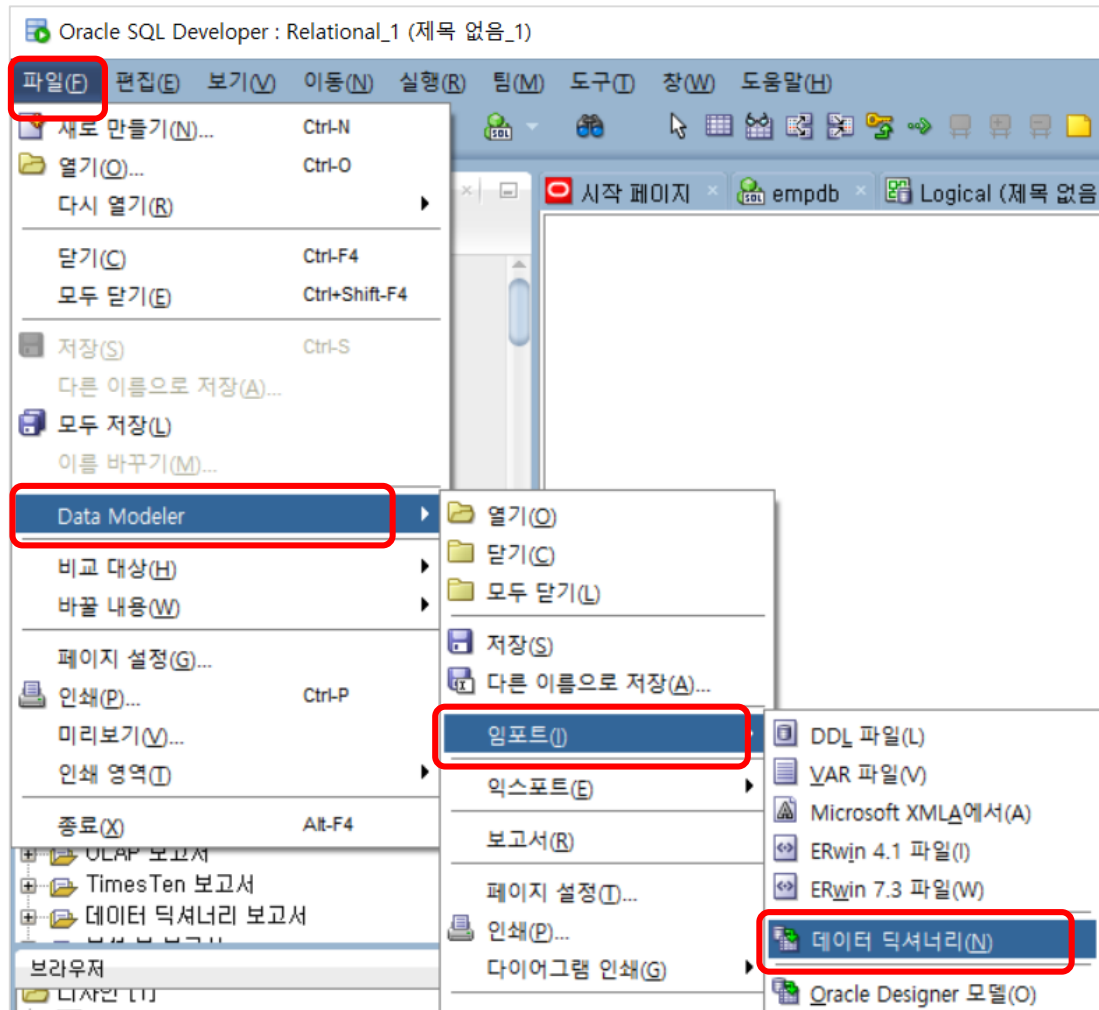 Oracle SQL Developer : Relational_1 (제목 없음_1)
파일(F) 편집(E) 보기(V) 이동(N) 실행(R) 팀(M) 도구(T) 창(W) 도움말(H)
새로 만들기(N)... Ctrl-N
열기(O)... Ctrl-O
다시 열기(R)
시작 페이지 empdb Logical (제목 없음
닫기(C) Ctrl-F4
모두 닫기(E) Ctrl+Shift-F4
저장(S) Ctrl-S
다른 이름으로 저장(A)...
모두 저장(L)
이름 바꾸기(M)...
Data Modeler
비교 대상(H)
바꿀 내용(W)
페이지 설정(G)...
인쇄(P)... Ctrl-P
미리보기(V)...
인쇄 영역(T)
종료(X) Alt-F4
열기(O)
닫기(C)
모두 닫기(L)
저장(S)
다른 이름으로 저장(A)...
임포트(I)
익스포트(E)
보고서(R)
페이지 설정(T)...
인쇄(P)...
다이어그램 인쇄(G)
DDL 파일(L)
VAR 파일(V)
Microsoft XMLA에서(A)
ERwin 4.1 파일(I)
ERwin 7.3 파일(W)
데이터 딕셔너리(N)
Oracle Designer 모델(O)
OLAP 보고서
TimesTen 보고서
데이터 딕셔너리 보고서
브라우저
디자인 [1]